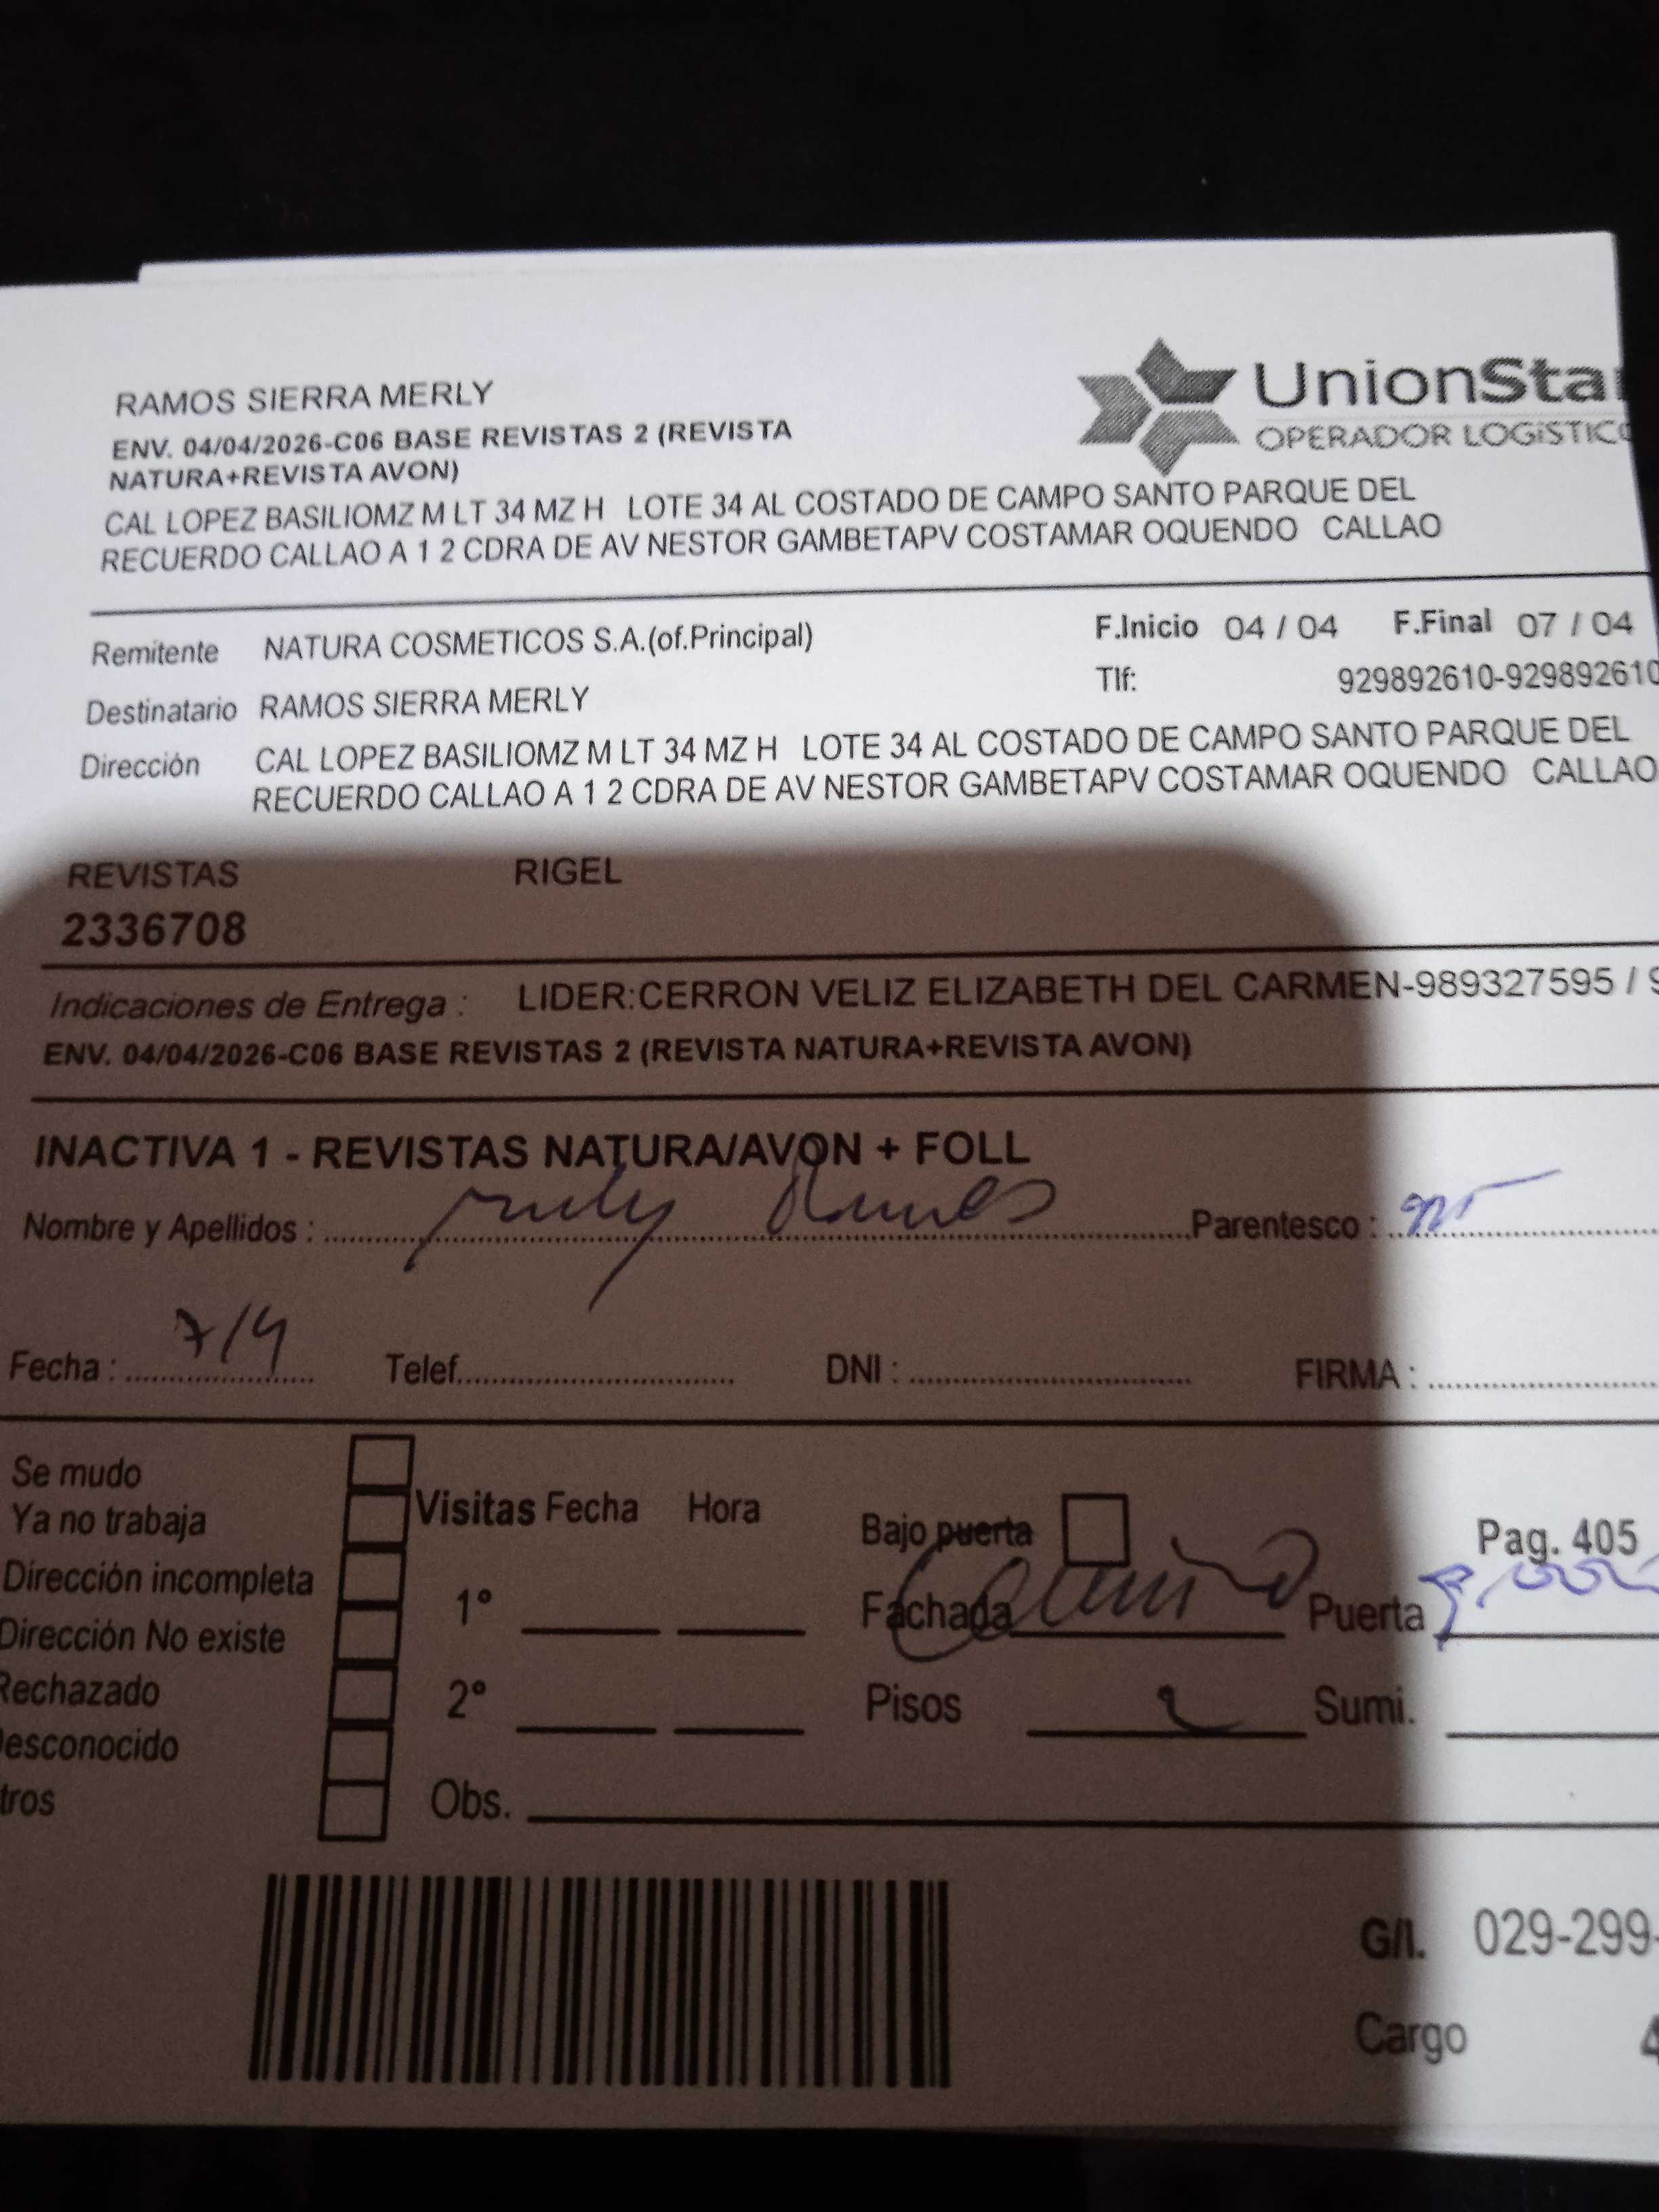 RAMOS SIERRA MERLY
UnionSta
ENV. 04/04/2026-C06 BASE REVISTAS 2 (REVISTA
OPERADOR LOGÍSTICO
NATURA+REVISTA AVON)
CAL LOPEZ BASILIOMZ M LT 34 MZ H LOTE 34 AL COSTADO DE CAMPO SANTO PARQUE DEL
RECUERDO CALLAO A 1 2 CDRA DE AV NESTOR GAMBETAPV COSTAMAR OQUENDO CALLAO
Remitente NATURA COSMETICOS S.A.(of.Principal) F.Inicio 04 / 04 F.Final 07 / 04
Tlf: 929892610-929892610
Destinatario RAMOS SIERRA MERLY
Dirección CAL LOPEZ BASILIOMZ M LT 34 MZ H LOTE 34 AL COSTADO DE CAMPO SANTO PARQUE DEL
RECUERDO CALLAO A 1 2 CDRA DE AV NESTOR GAMBETAPV COSTAMAR OQUENDO CALLAO
REVISTAS RIGEL
2336708
Indicaciones de Entrega : LIDER:CERRON VELIZ ELIZABETH DEL CARMEN-989327595 / 9
ENV. 04/04/2026-C06 BASE REVISTAS 2 (REVISTA NATURA+REVISTA AVON)
INACTIVA 1 - REVISTAS NATURA/AVON + FOLL
Nombre y Apellidos : Ramos Parentesco :
Fecha : 7/4 Telef. DNI : FIRMA :
Se mudo
Ya no trabaja Visitas Fecha Hora Bajo puerta Pag. 405
Dirección incompleta 1° Fachada Puerta
Dirección No existe
Rechazado 2° Pisos 2 Sumi.
esconocido
tros Obs.
G/I. 029-299-
Cargo 4